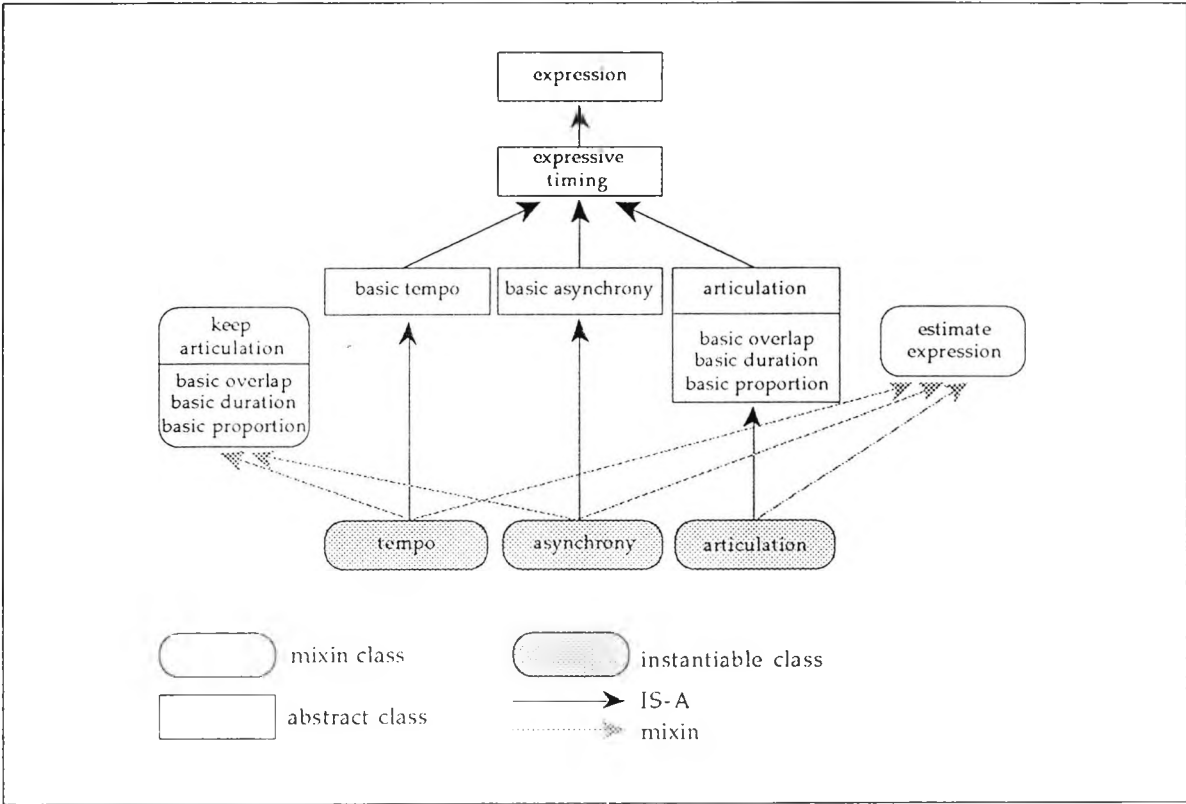 expression
expressive
timing
basic tempo
basic asynchrony
articulation
basic overlap
basic duration
basic proportion
keep
articulation
basic overlap
basic duration
basic proportion
estimate
expression
tempo
asynchrony
articulation
mixin class
instantiable class
IS-A
abstract class
mixin